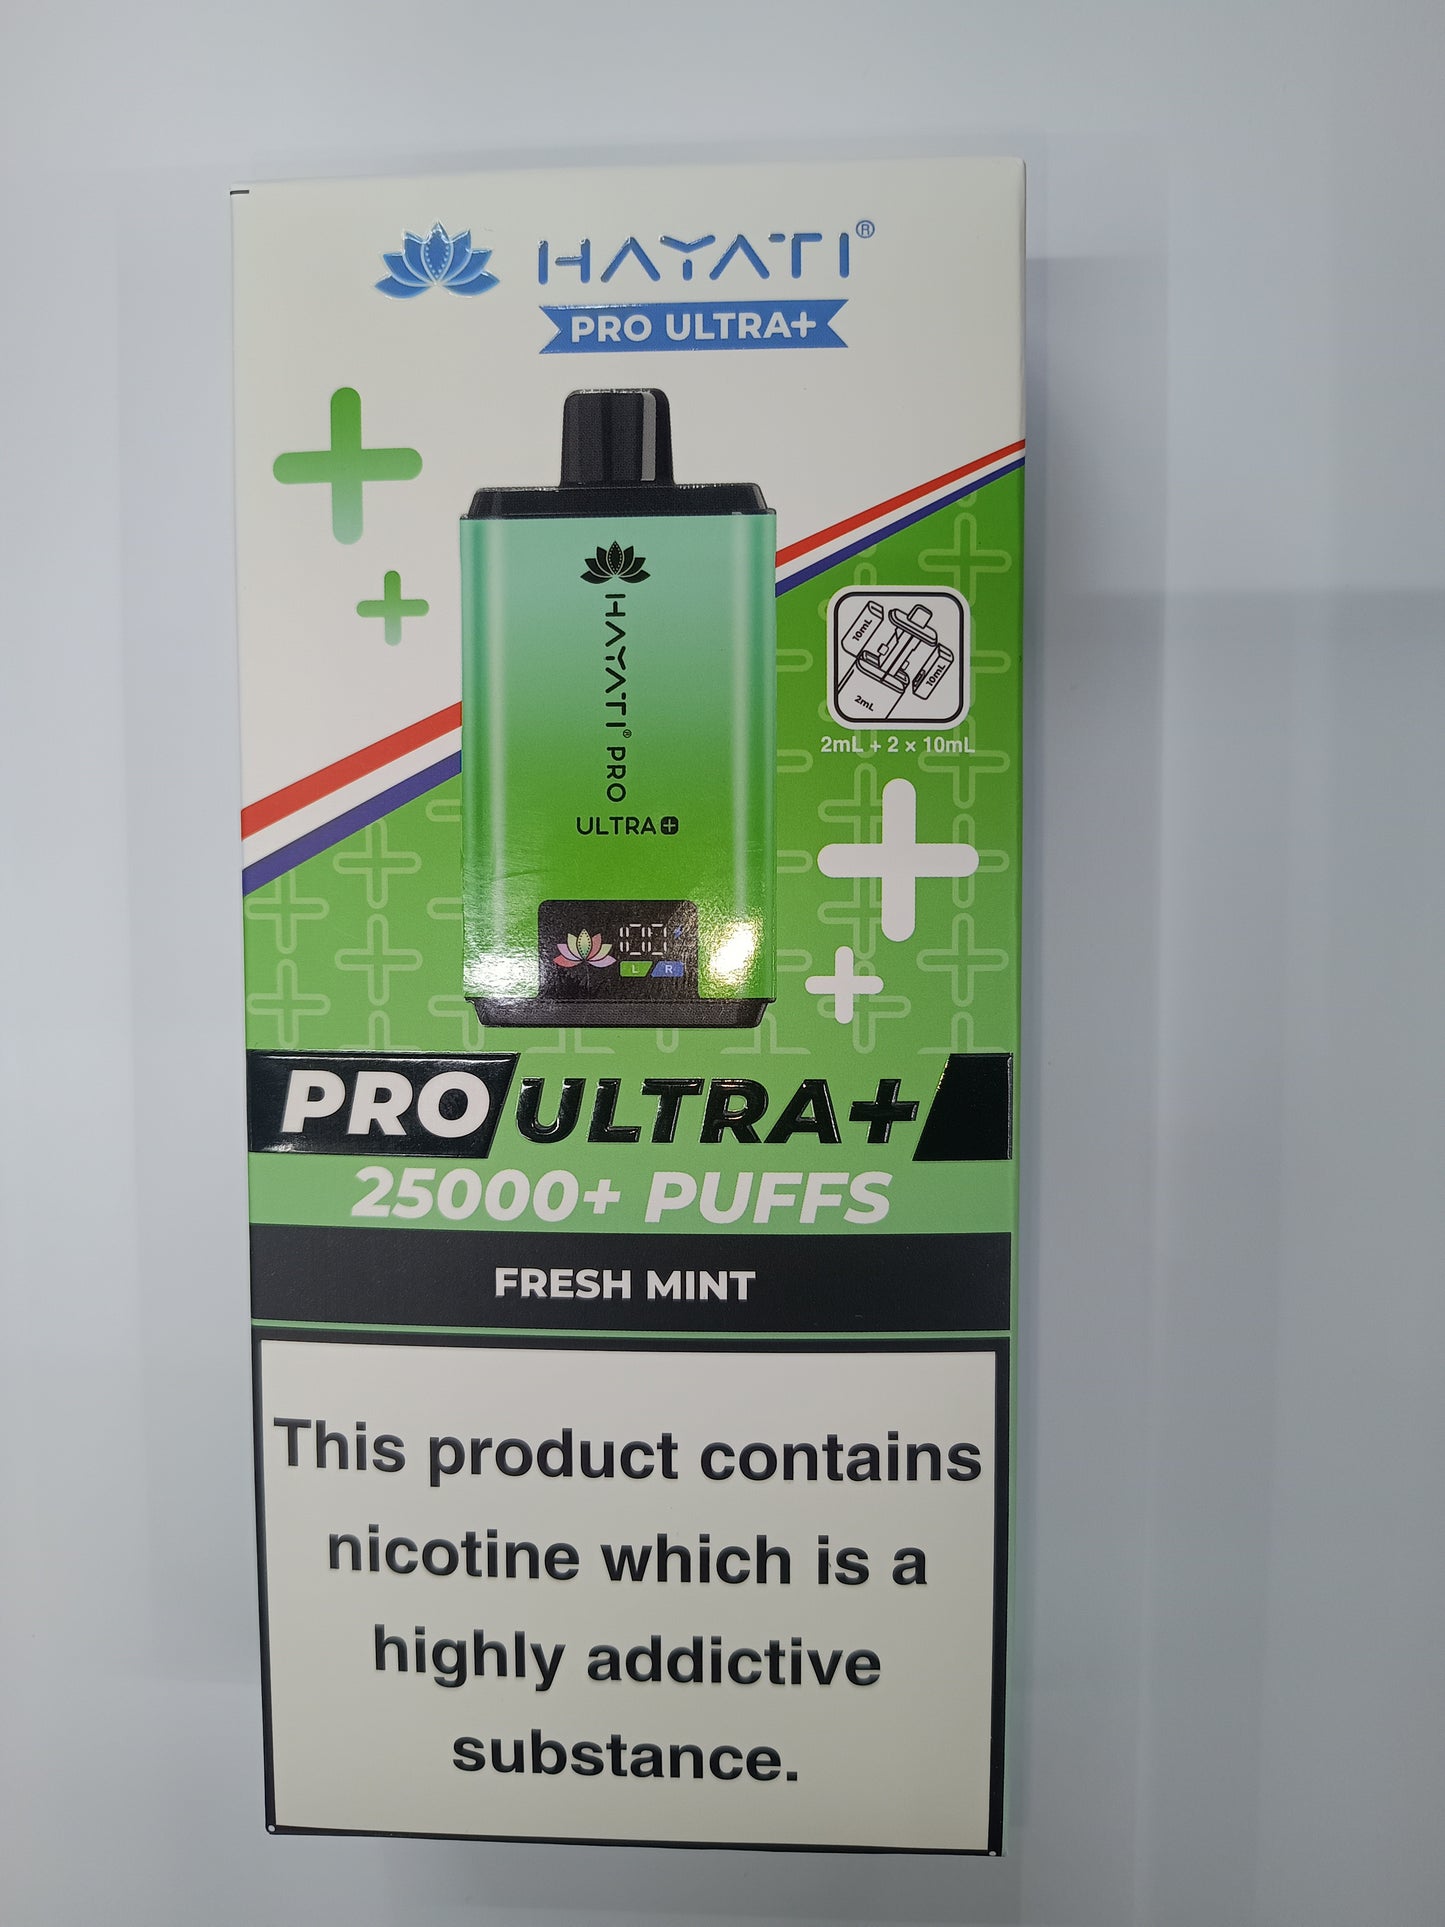 HAYATI®
PRO ULTRA+
HAYATI® PRO
ULTRA+
10mL
10mL
2mL
2mL + 2 × 10mL
100
L R
PRO ULTRA+
25000+ PUFFS
FRESH MINT
This product contains
nicotine which is a
highly addictive
substance.